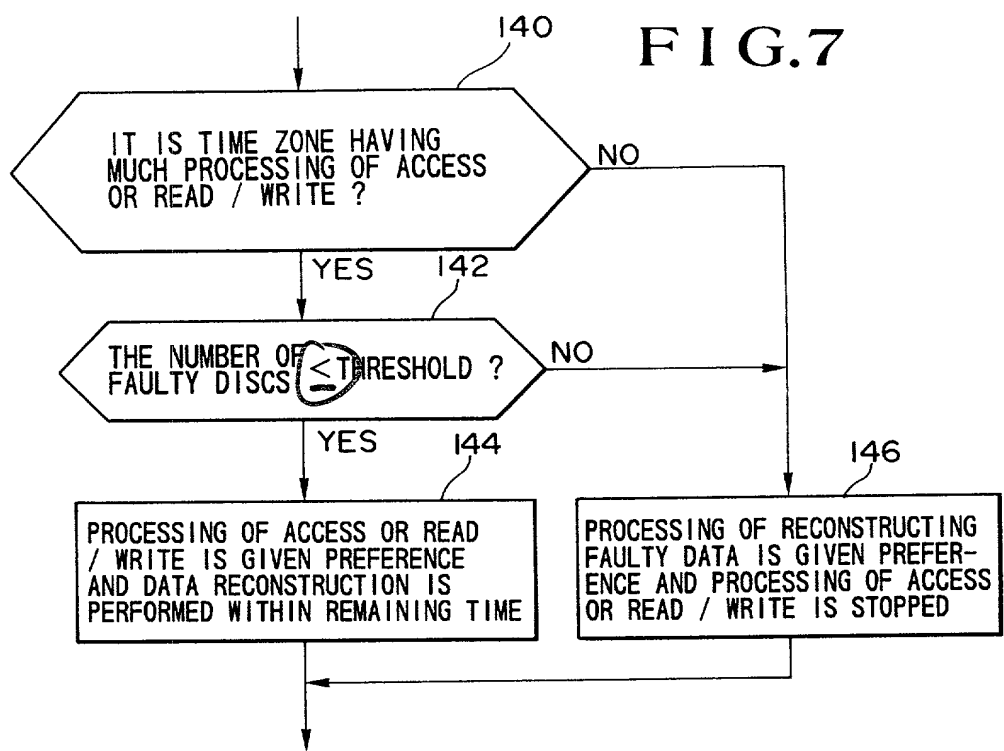 140
FIG.7
IT IS TIME ZONE HAVING
MUCH PROCESSING OF ACCESS
OR READ / WRITE ?
NO
YES
142
THE NUMBER OF
FAULTY DISCS ≤ THRESHOLD ?
NO
YES
144
146
PROCESSING OF ACCESS OR READ
/ WRITE IS GIVEN PREFERENCE
AND DATA RECONSTRUCTION IS
PERFORMED WITHIN REMAINING TIME
PROCESSING OF RECONSTRUCTING
FAULTY DATA IS GIVEN PREFER-
ENCE AND PROCESSING OF ACCESS
OR READ / WRITE IS STOPPED